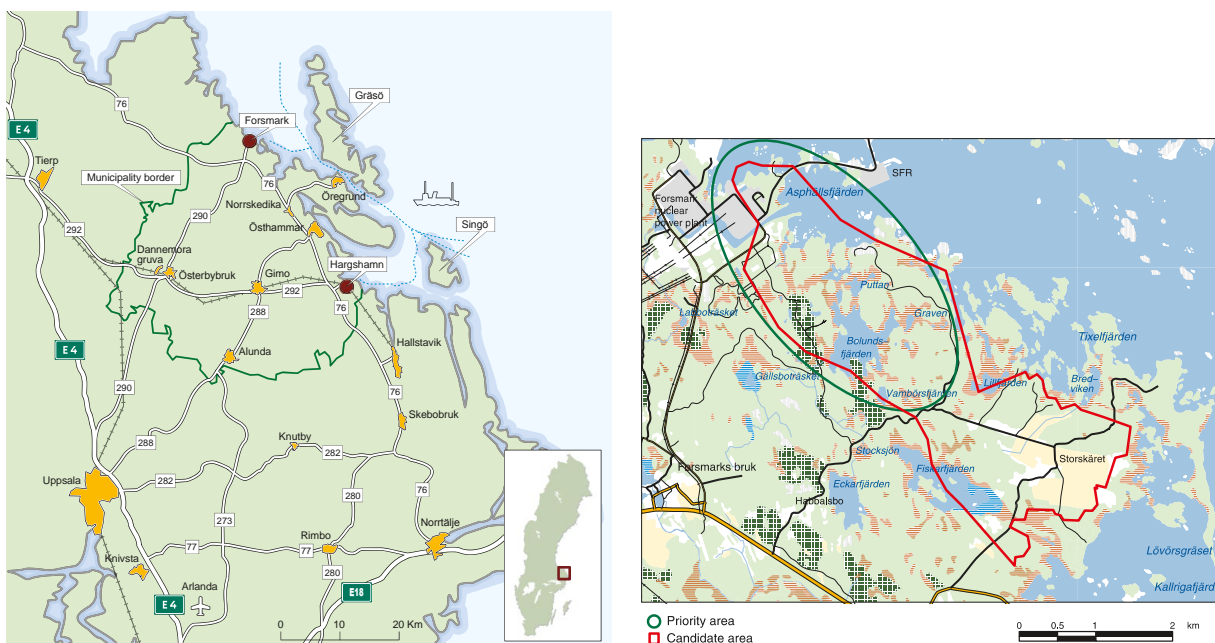 Gräsö
76
Forsmark
E 4
Tierp
Municipality border
76
Norrskedika
Öregrund
290
Östhammar
Singö
292
Dannemora
gruva
Österbybruk
Gimo
Hargshamn
292
288
76
E 4
Alunda
Hallstavik
290
76
Skebobruk
288
Knutby
282
Uppsala
282
280
76
273
Norrtälje
Rimbo
77
77
Knivsta
280
Arlanda
E 4
E18
0 10 20 Km
SFR
Asphällsfjärden
Forsmark
nuclear
power plant
Puttan
Labboträsket
Graven
Bolunds-
fjärden
Tixelfjärden
Gällsboträsket
Lillfjärden
Bred-
viken
Vambörsfjärden
Stocksjön
Storskäret
Forsmarks bruk
Fiskarfjärden
Eckarfjärden
Habbalsbo
Lövörsgräset
Kallrigafjärd
Priority area
Candidate area
0 0.5 1 2 km